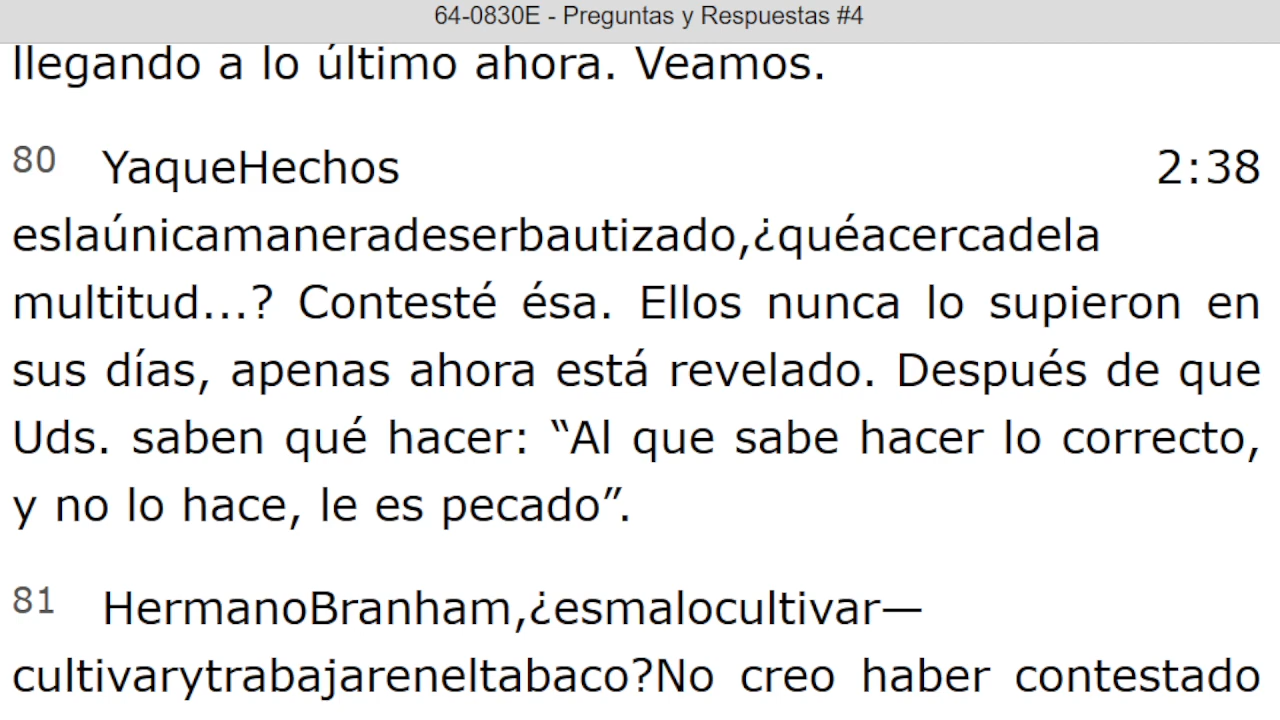 64-0830E - Preguntas y Respuestas #4
llegando a lo último ahora. Veamos.
80 YaqueHechos 2:38
eslaúnicamaneradeserbautizado,¿quéacercadela
multitud...? Contesté ésa. Ellos nunca lo supieron en
sus días, apenas ahora está revelado. Después de que
Uds. saben qué hacer: “Al que sabe hacer lo correcto,
y no lo hace, le es pecado”.
81 HermanoBranham,¿esmalocultivar—
cultivarytrabajareneltabaco?No creo haber contestado